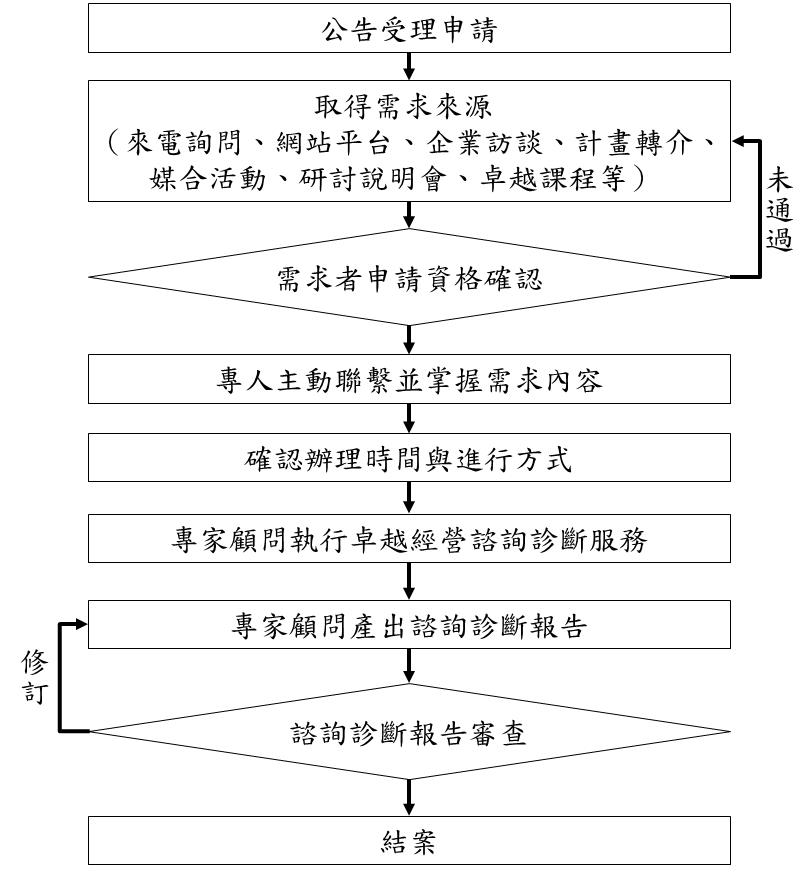 公告受理申請
取得需求來源
（來電詢問、網站平台、企業訪談、計畫轉介、
媒合活動、研討說明會、卓越課程等）
未通過
需求者申請資格確認
專人主動聯繫並掌握需求內容
確認辦理時間與進行方式
專家顧問執行卓越經營諮詢診斷服務
專家顧問產出諮詢診斷報告
修訂
諮詢診斷報告審查
結案